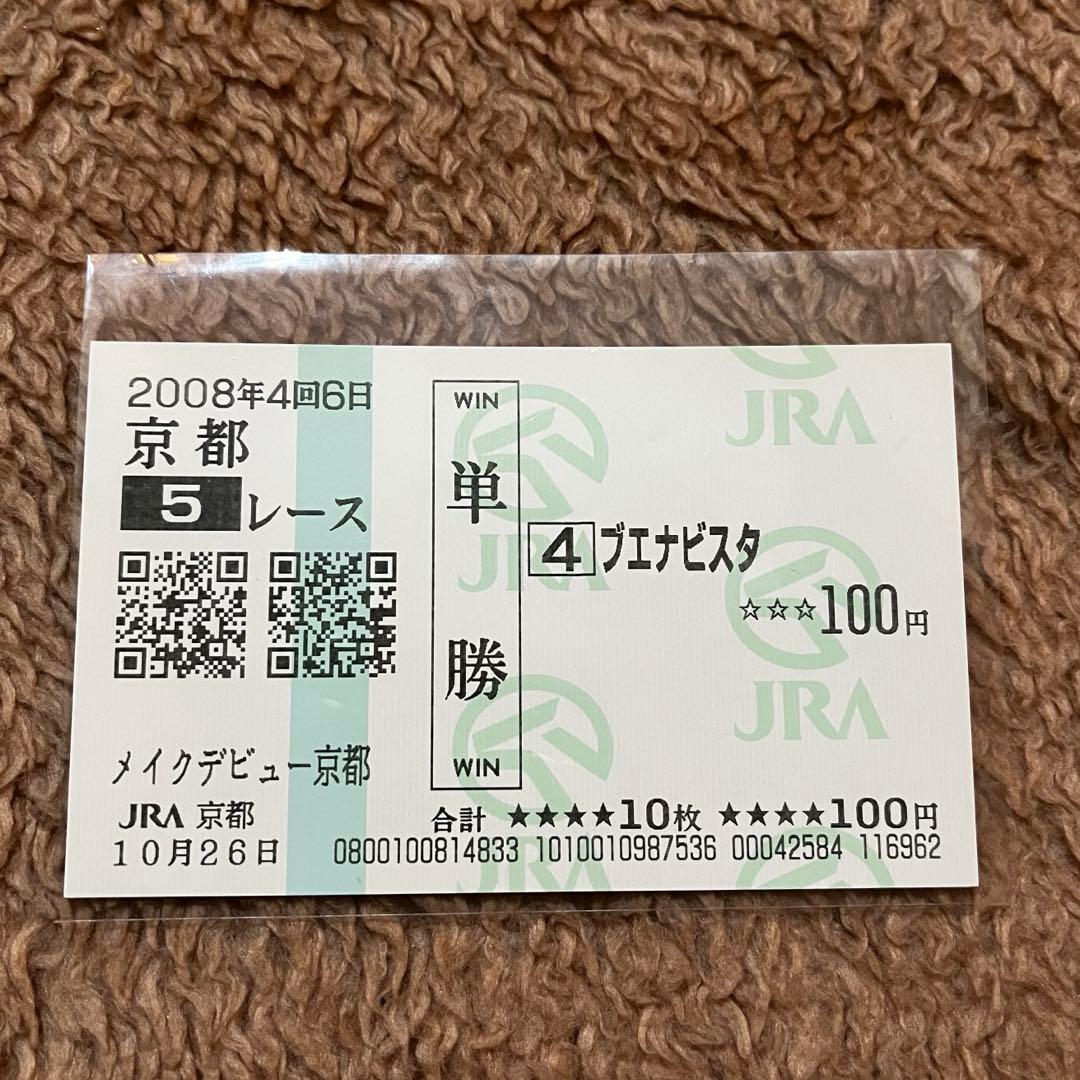 2008年4回6日
京都
5レース
メイクデビュー京都
JRA 京都
10月26日
WIN
単勝
WIN
4 ブエナビスタ
☆☆☆100円
合計 ★★★★10枚 ★★★★100円
0800100814833 1010010987536 00042584 116962
JRA
JRA
JRA
JRA